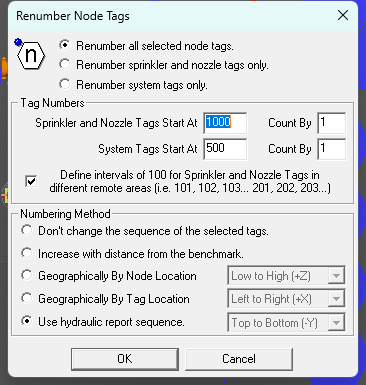 Renumber Node Tags
n
Renumber all selected node tags.
Renumber sprinkler and nozzle tags only.
Renumber system tags only.
Tag Numbers
Sprinkler and Nozzle Tags Start At 1000 Count By 1
System Tags Start At 500 Count By 1
Define intervals of 100 for Sprinkler and Nozzle Tags in
different remote areas (i.e. 101, 102, 103... 201, 202, 203...)
Numbering Method
Don't change the sequence of the selected tags.
Increase with distance from the benchmark.
Geographically By Node Location Low to High (+Z)
Geographically By Tag Location Left to Right (+X)
Use hydraulic report sequence. Top to Bottom (-Y)
OK Cancel